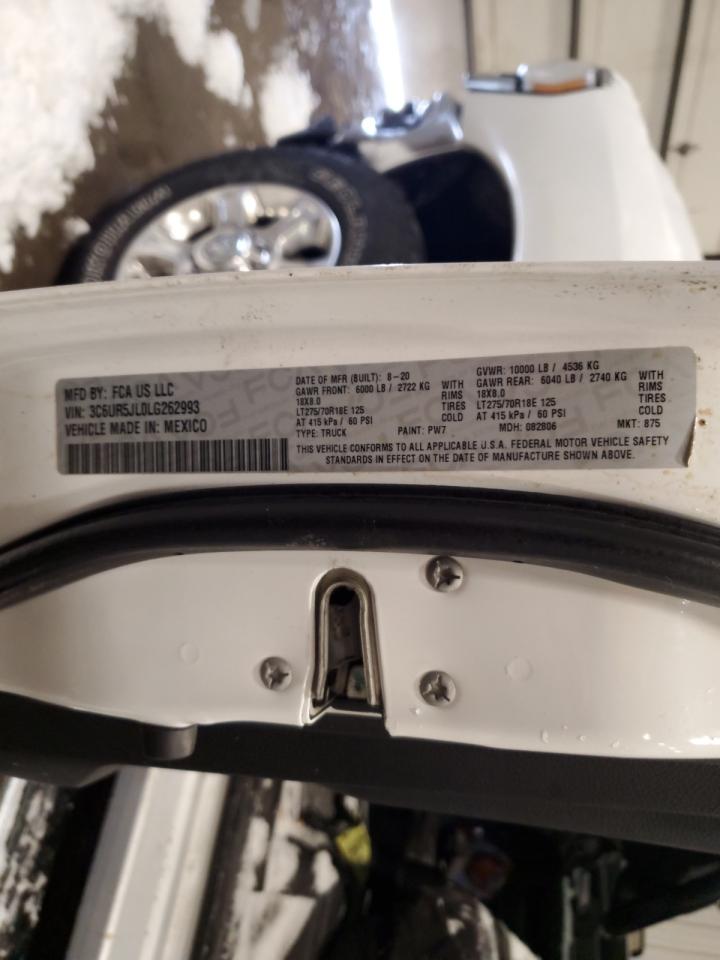 MFD BY: FCA US LLC
VIN: 3C6UR5JL0LG262993
VEHICLE MADE IN: MEXICO
DATE OF MFR (BUILT): 8-20
GAWR FRONT: 6000 LB / 2722 KG WITH
18X8.0 RIMS
LT275/70R18E 125 TIRES
AT 415 kPa / 60 PSI COLD
TYPE: TRUCK PAINT: PW7
GVWR: 10000 LB / 4536 KG
GAWR REAR: 6040 LB / 2740 KG WITH
18X8.0 RIMS
LT275/70R18E 125 TIRES
AT 415 kPa / 60 PSI COLD
MDH: 082806 MKT: 875
THIS VEHICLE CONFORMS TO ALL APPLICABLE U.S.A. FEDERAL MOTOR VEHICLE SAFETY
STANDARDS IN EFFECT ON THE DATE OF MANUFACTURE SHOWN ABOVE.